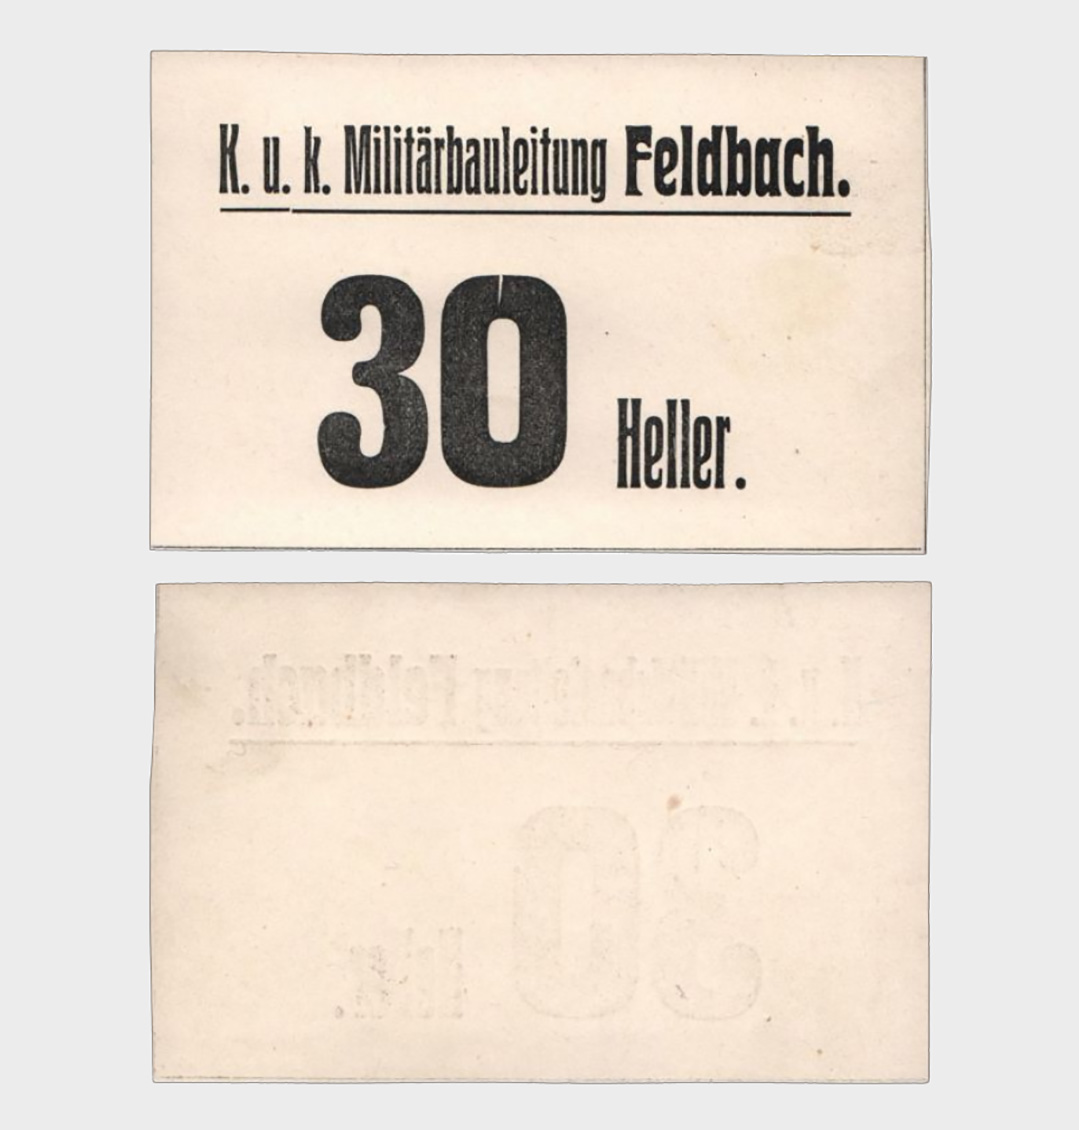 K. u. k. Militärbauleitung Feldbach.
30 Heller.